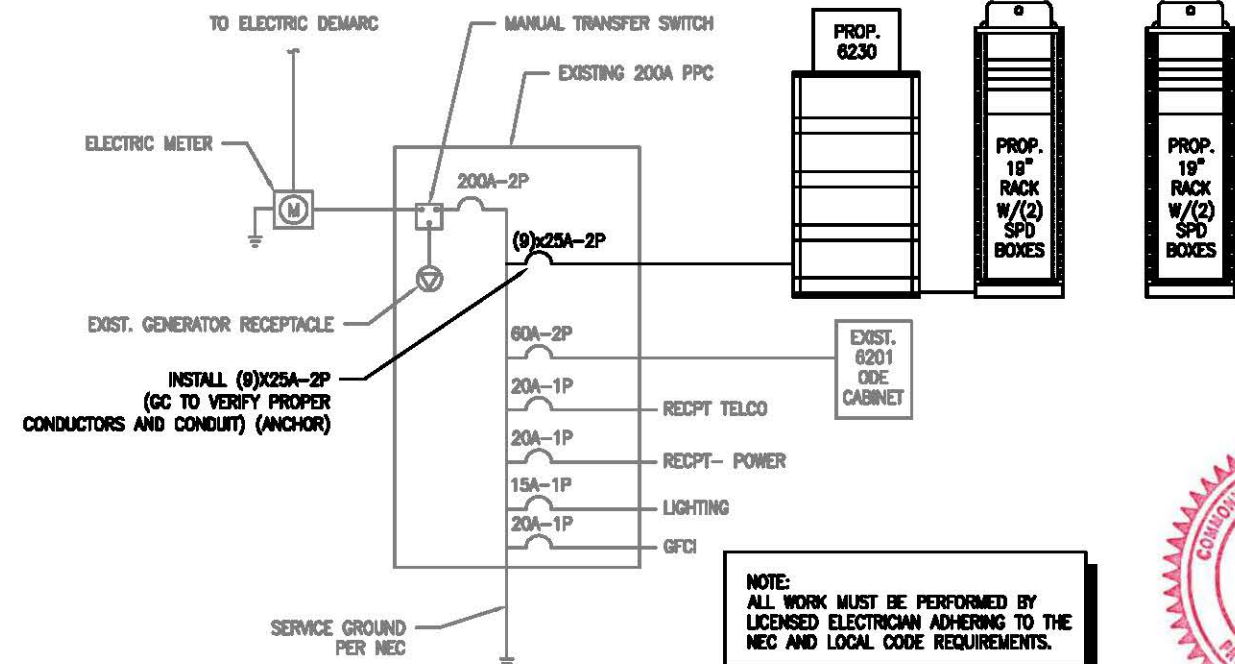 TO ELECTRIC DEMARC
MANUAL TRANSFER SWITCH
EXISTING 200A PPC
ELECTRIC METER
M
200A-2P
(9)x25A-2P
EXIST. GENERATOR RECEPTACLE
INSTALL (9)X25A-2P
(GC TO VERIFY PROPER
CONDUCTORS AND CONDUIT) (ANCHOR)
60A-2P
20A-1P
RECPT TELCO
20A-1P
RECPT- POWER
15A-1P
LIGHTING
20A-1P
GFCI
SERVICE GROUND
PER NEC
PROP.
6230
PROP.
19"
RACK
W/(2)
SPD
BOXES
PROP.
19"
RACK
W/(2)
SPD
BOXES
EXIST.
6201
ODE
CABINET
NOTE:
ALL WORK MUST BE PERFORMED BY
LICENSED ELECTRICIAN ADHERING TO THE
NEC AND LOCAL CODE REQUIREMENTS.